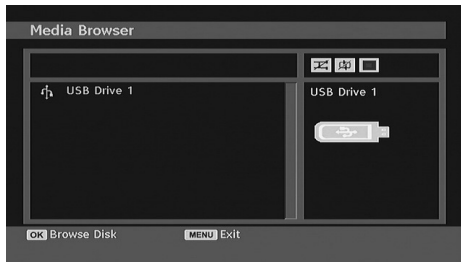 Media Browser
USB Drive 1
USB Drive 1
OK Browse Disk MENU Exit